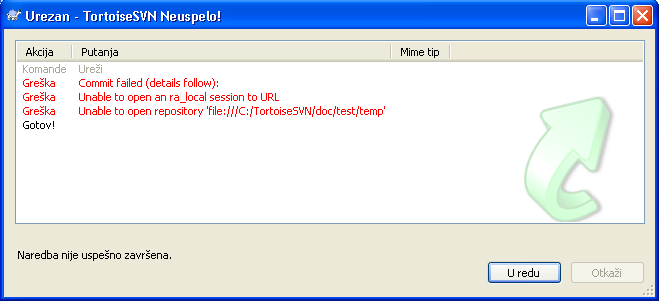 Urezan - TortoiseSVN Neuspelo!
Akcija Putanja Mime tip
Komande Ureži
Greška Commit failed (details follow):
Greška Unable to open an ra_local session to URL
Greška Unable to open repository 'file:///C:/TortoiseSVN/doc/test/temp'
Gotov!
Naredba nije uspešno završena.
U redu Otkaži